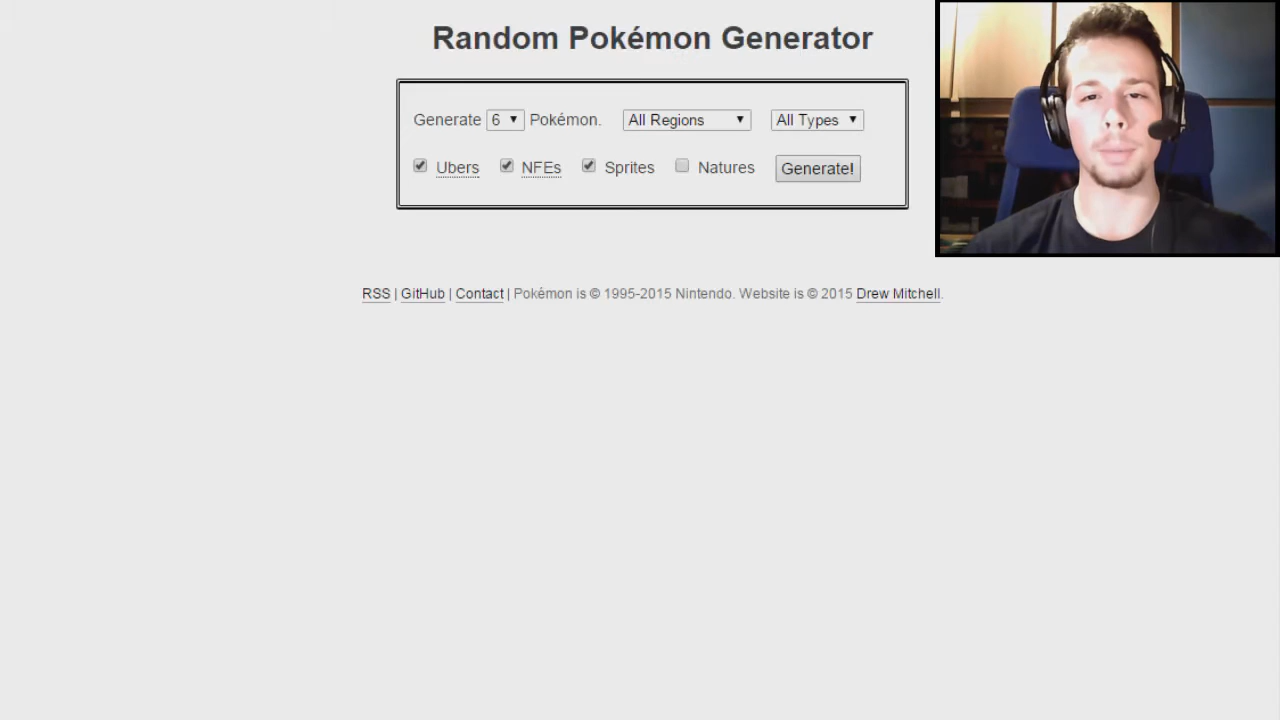 Random Pokémon Generator
Generate 6 Pokémon. All Regions All Types
Ubers NFEs Sprites Natures Generate!
RSS | GitHub | Contact | Pokémon is © 1995-2015 Nintendo. Website is © 2015 Drew Mitchell.